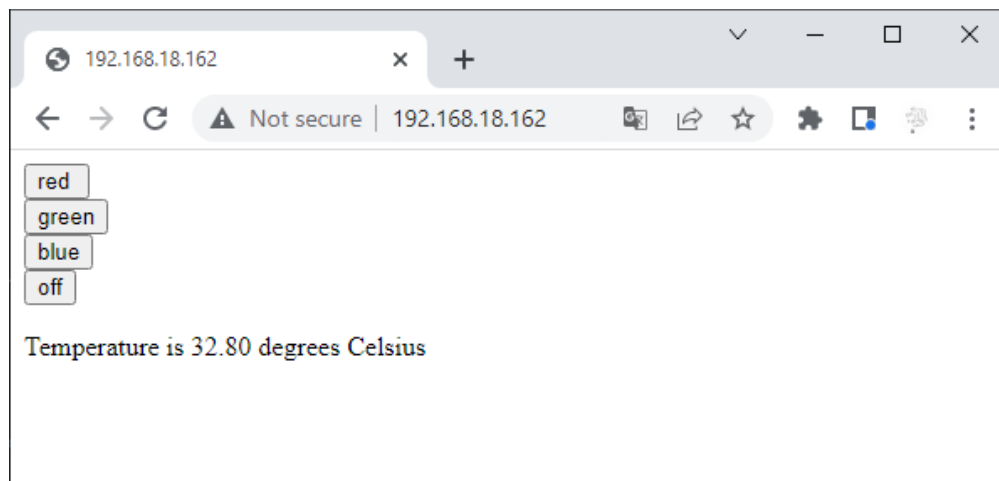 192.168.18.162
Not secure 192.168.18.162
red
green
blue
off
Temperature is 32.80 degrees Celsius